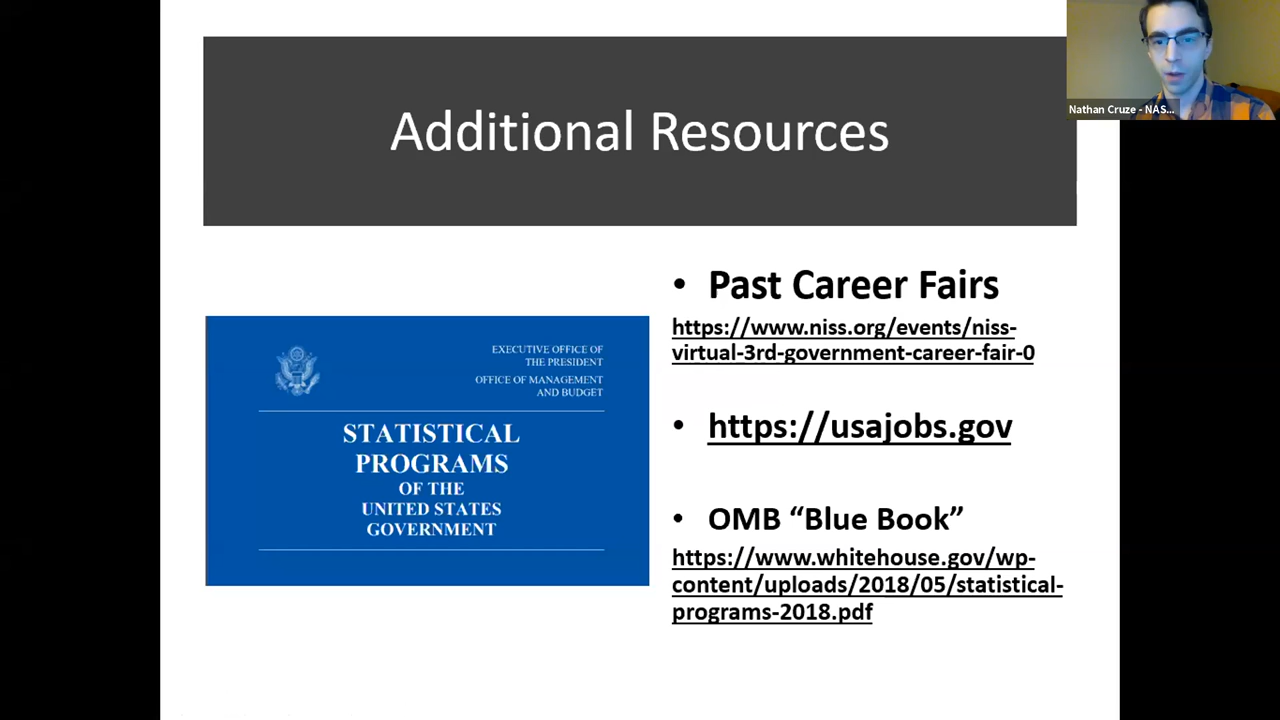 Additional Resources
Nathan Cruze - NAS...
EXECUTIVE OFFICE OF
THE PRESIDENT
OFFICE OF MANAGEMENT
AND BUDGET
STATISTICAL
PROGRAMS
OF THE
UNITED STATES
GOVERNMENT
• Past Career Fairs
https://www.niss.org/events/niss-
virtual-3rd-government-career-fair-0
• https://usajobs.gov
• OMB “Blue Book”
https://www.whitehouse.gov/wp-
content/uploads/2018/05/statistical-
programs-2018.pdf